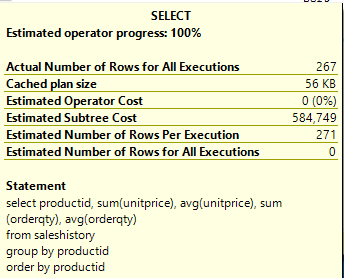 SELECT
Estimated operator progress: 100%
Actual Number of Rows for All Executions 267
Cached plan size 56 KB
Estimated Operator Cost 0 (0%)
Estimated Subtree Cost 584,749
Estimated Number of Rows Per Execution 271
Estimated Number of Rows for All Executions 0
Statement
select productid, sum(unitprice), avg(unitprice), sum
(orderqty), avg(orderqty)
from saleshistory
group by productid
order by productid